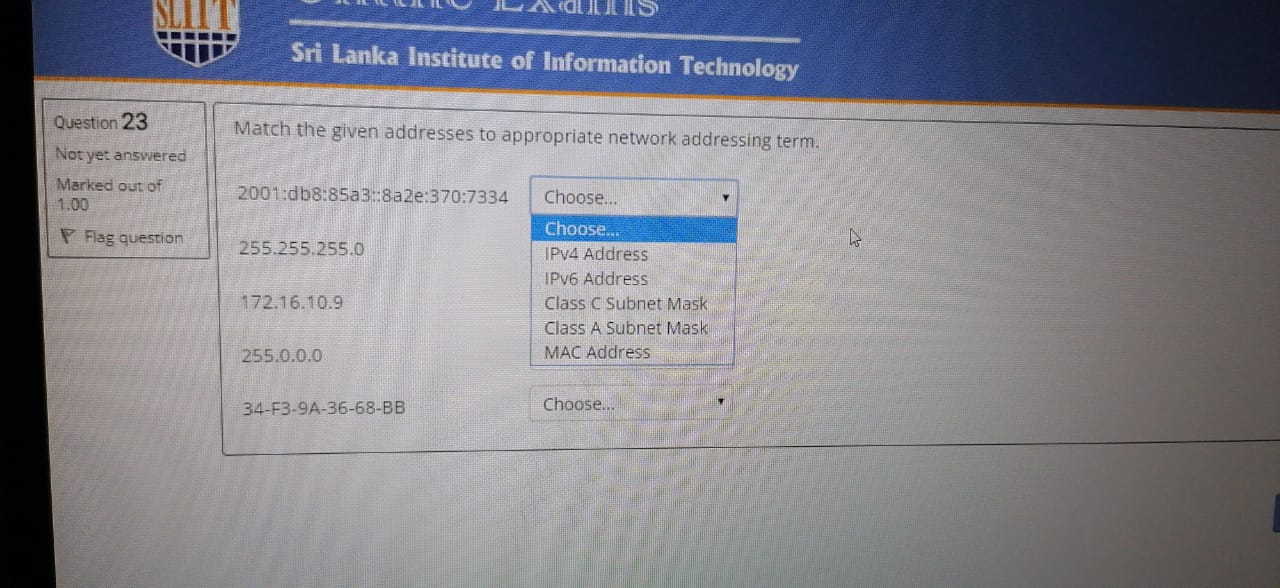 SLIIT
Online Exams
Sri Lanka Institute of Information Technology
Question 23
Not yet answered
Marked out of
1.00
Flag question
Match the given addresses to appropriate network addressing term.
2001:db8:85a3::8a2e:370:7334
Choose...
Choose...
IPv4 Address
IPv6 Address
Class C Subnet Mask
Class A Subnet Mask
MAC Address
255.255.255.0
172.16.10.9
255.0.0.0
34-F3-9A-36-68-BB
Choose...